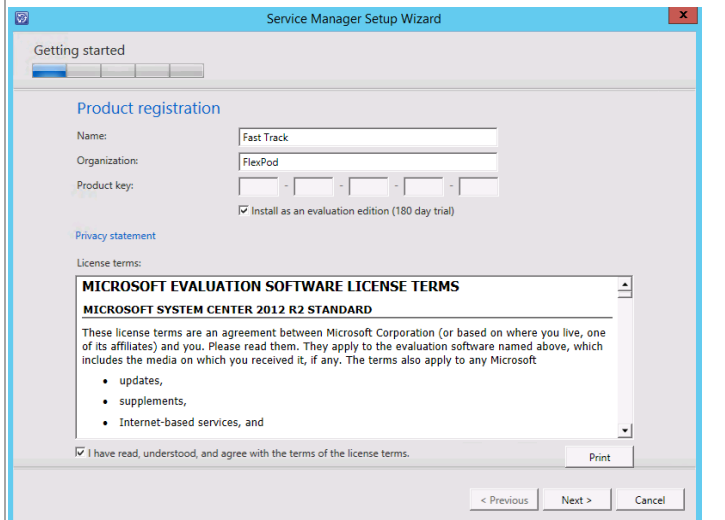 Service Manager Setup Wizard
x
Getting started
Product registration
Name:
Fast Track
Organization:
FlexPod
Product key:
- - - -
Install as an evaluation edition (180 day trial)
Privacy statement
License terms:
MICROSOFT EVALUATION SOFTWARE LICENSE TERMS
MICROSOFT SYSTEM CENTER 2012 R2 STANDARD
These license terms are an agreement between Microsoft Corporation (or based on where you live, one
of its affiliates) and you. Please read them. They apply to the evaluation software named above, which
includes the media on which you received it, if any. The terms also apply to any Microsoft
• updates,
• supplements,
• Internet-based services, and
I have read, understood, and agree with the terms of the license terms.
Print
< Previous
Next >
Cancel